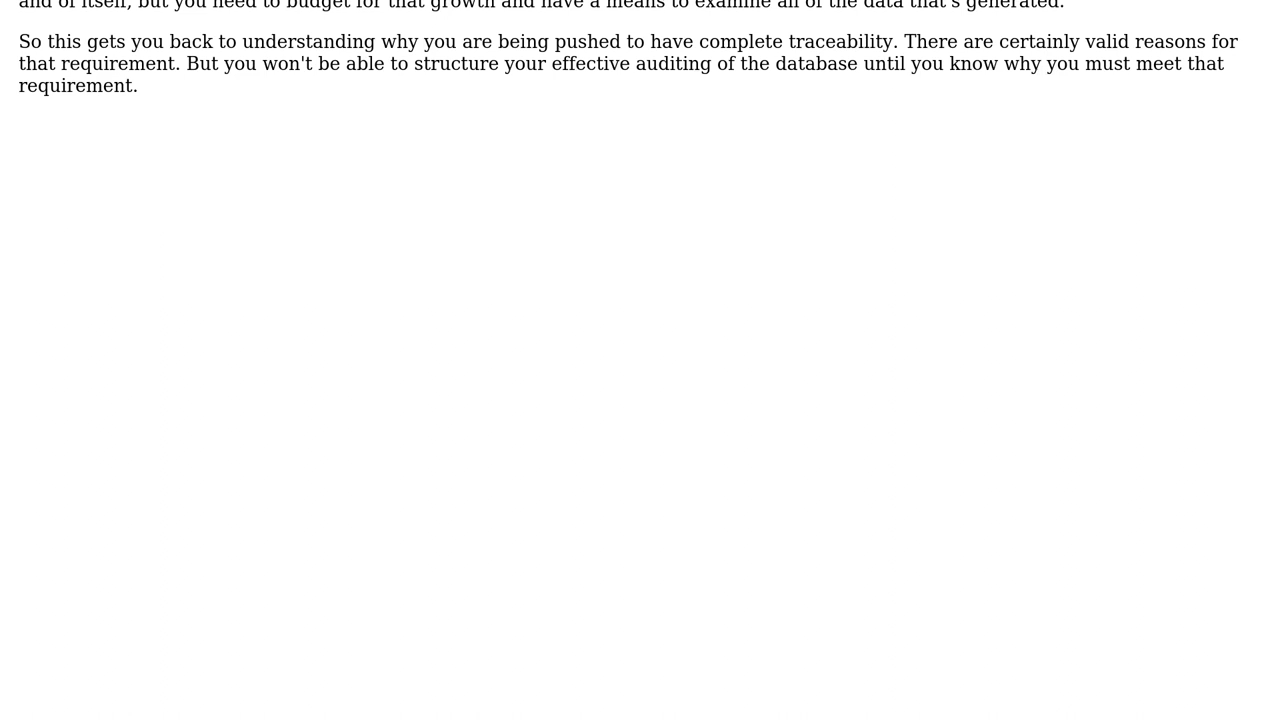 and of itself, but you need to budget for that growth and have a means to examine all of the data that's generated.
So this gets you back to understanding why you are being pushed to have complete traceability. There are certainly valid reasons for
that requirement. But you won't be able to structure your effective auditing of the database until you know why you must meet that
requirement.